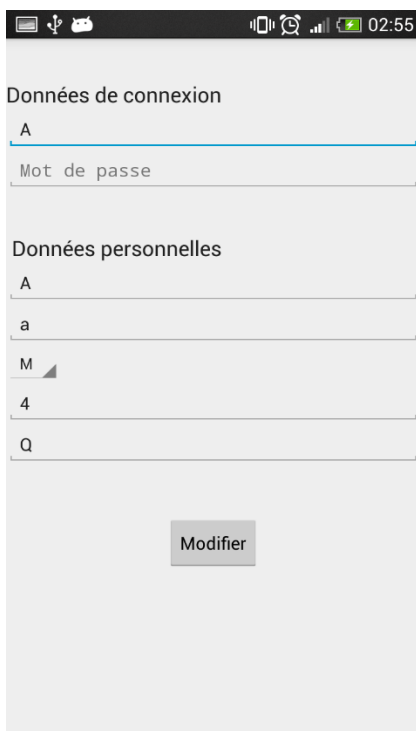 02:55
Données de connexion
A
Mot de passe
Données personnelles
A
a
M
4
Q
Modifier